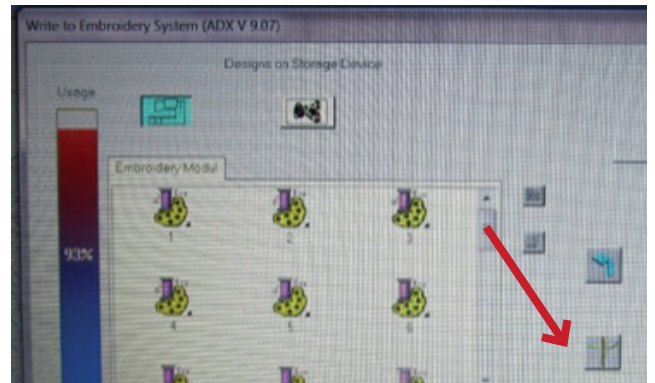 Write to Embroidery System (ADX V 9.07)
Designs on Storage Device
Usage
Embroidery Modul
1
2
3
93%
4
5
6